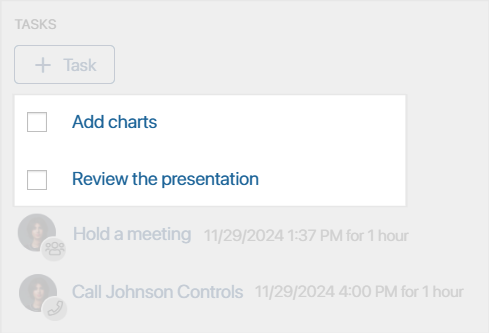 TASKS
+ Task
Add charts
Review the presentation
Hold a meeting 11/29/2024 1:37 PM for 1 hour
Call Johnson Controls 11/29/2024 4:00 PM for 1 hour